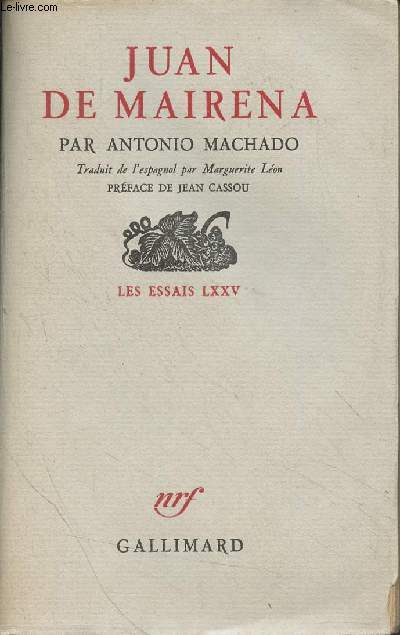 © Le-livre.com
JUAN
DE MAIRENA
PAR ANTONIO MACHADO
Traduit de l'espagnol par Marguerite Léon
PRÉFACE DE JEAN CASSOU
LES ESSAIS LXXV
nrf
GALLIMARD